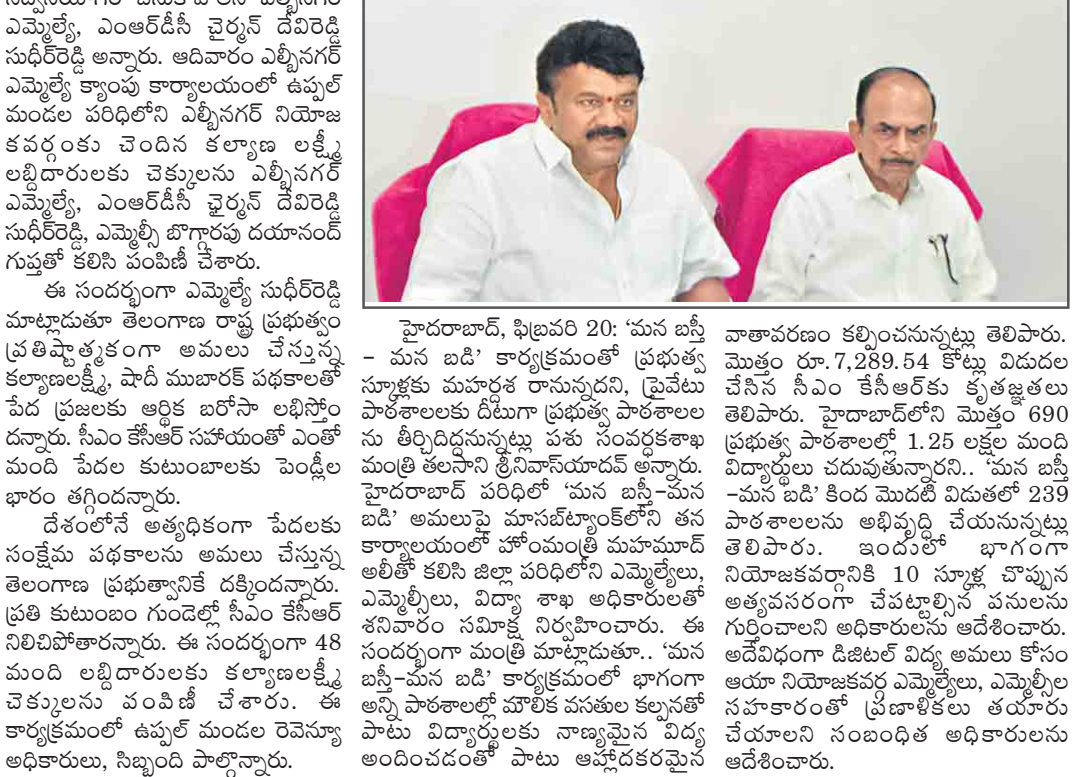 ఎమ్మెల్యే, ఎంఆర్‌డీసీ చైర్మన్ దేవిరెడ్డి
సుధీర్‌రెడ్డి అన్నారు. ఆదివారం ఎల్బీనగర్
ఎమ్మెల్యే క్యాంపు కార్యాలయంలో ఉప్పల్
మండల పరిధిలోని ఎల్బీనగర్ నియోజ
కవర్గంకు చెందిన కల్యాణ లక్ష్మీ
లబ్దిదారులకు చెక్కులను ఎల్బీనగర్
ఎమ్మెల్యే, ఎంఆర్‌డీసీ ఛైర్మన్ దేవిరెడ్డి
సుధీర్‌రెడ్డి, ఎమ్మెల్సీ బొగ్గారపు దయానంద్
గుప్తతో కలిసి పంపిణీ చేశారు.
ఈ సందర్భంగా ఎమ్మెల్యే సుధీర్‌రెడ్డి
మాట్లాడుతూ తెలంగాణ రాష్ట్ర ప్రభుత్వం
ప్రతిష్టాత్మకంగా అమలు చేస్తున్న
కల్యాణలక్ష్మీ, షాదీ ముబారక్ పథకాలతో
పేద ప్రజలకు ఆర్థిక బరోసా లభిస్తోం
దన్నారు. సీఎం కేసీఆర్ సహాయంతో ఎంతో
మంది పేదల కుటుంబాలకు పెండ్లీల
భారం తగ్గిందన్నారు.
దేశంలోనే అత్యధికంగా పేదలకు
సంక్షేమ పథకాలను అమలు చేస్తున్న
తెలంగాణ ప్రభుత్వానికే దక్కిందన్నారు.
ప్రతి కుటుంబం గుండెల్లో సీఎం కేసీఆర్
నిలిచిపోతారన్నారు. ఈ సందర్భంగా 48
మంది లబ్దిదారులకు కల్యాణలక్ష్మీ
చెక్కులను పంపిణీ చేశారు. ఈ
కార్యక్రమంలో ఉప్పల్ మండల రెవెన్యూ
అధికారులు, సిబ్బంది పాల్గొన్నారు.
హైదరాబాద్, ఫిబ్రవరి 20: ‘మన బస్తీ
– మన బడి’ కార్యక్రమంతో ప్రభుత్వ
స్కూళ్లకు మహర్దశ రానున్నదని, ప్రైవేటు
పాఠశాలలకు దీటుగా ప్రభుత్వ పాఠశాలల
ను తీర్చిదిద్దనున్నట్లు పశు సంవర్ధకశాఖ
మంత్రి తలసాని శ్రీనివాస్‌యాదవ్ అన్నారు.
హైదరాబాద్ పరిధిలో ‘మన బస్తీ–మన
బడి’ అమలుపై మాసబ్‌ట్యాంక్‌లోని తన
కార్యాలయంలో హోంమంత్రి మహమూద్
అలీతో కలిసి జిల్లా పరిధిలోని ఎమ్మెల్యేలు,
ఎమ్మెల్సీలు, విద్యా శాఖ అధికారులతో
శనివారం సమీక్ష నిర్వహించారు. ఈ
సందర్భంగా మంత్రి మాట్లాడుతూ.. ‘మన
బస్తీ–మన బడి’ కార్యక్రమంలో భాగంగా
అన్ని పాఠశాలల్లో మౌలిక వసతుల కల్పనతో
పాటు విద్యార్థులకు నాణ్యమైన విద్య
అందించడంతో పాటు ఆహ్లాదకరమైన
వాతావరణం కల్పించనున్నట్లు తెలిపారు.
మొత్తం రూ.7,289.54 కోట్లు విడుదల
చేసిన సీఎం కేసీఆర్‌కు కృతజ్ఞతలు
తెలిపారు. హైదాబాద్‌లోని మొత్తం 690
ప్రభుత్వ పాఠశాలల్లో 1.25 లక్షల మంది
విద్యార్థులు చదువుతున్నారని.. ‘మన బస్తీ
–మన బడి’ కింద మొదటి విడుతలో 239
పాఠశాలలను అభివృద్ధి చేయనున్నట్లు
తెలిపారు. ఇందులో భాగంగా
నియోజకవర్గానికి 10 స్కూళ్ల చొప్పున
అత్యవసరంగా చేపట్టాల్సిన పనులను
గుర్తించాలని అధికారులను ఆదేశించారు.
అదేవిధంగా డిజిటల్ విద్య అమలు కోసం
ఆయా నియోజకవర్గ ఎమ్మెల్యేలు, ఎమ్మెల్సీల
సహకారంతో ప్రణాళికలు తయారు
చేయాలని సంబంధిత అధికారులను
ఆదేశించారు.